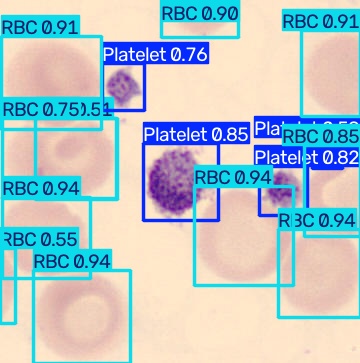 RBC 0.90
RBC 0.91
RBC 0.91
Platelet 0.76
RBC 0.75
Platelet 0.85
RBC 0.85
Platelet 0.82
RBC 0.94
RBC 0.94
RBC 0.94
RBC 0.55
RBC 0.94